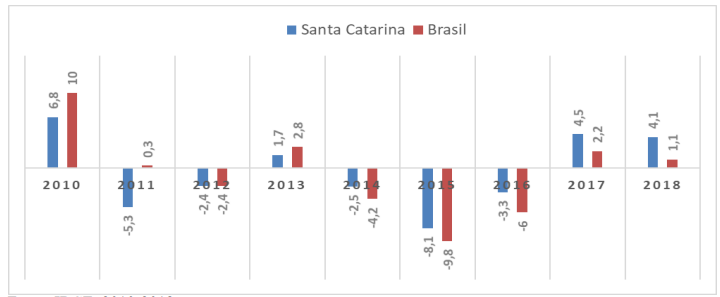 Santa Catarina Brasil
6,8 10 -5,3 0,3 -2,4 -2,4 1,7 2,8 -2,5 -4,2 -8,1 -9,8 -3,3 -6 4,5 2,2 4,1 1,1
2010 2011 2012 2013 2014 2015 2016 2017 2018